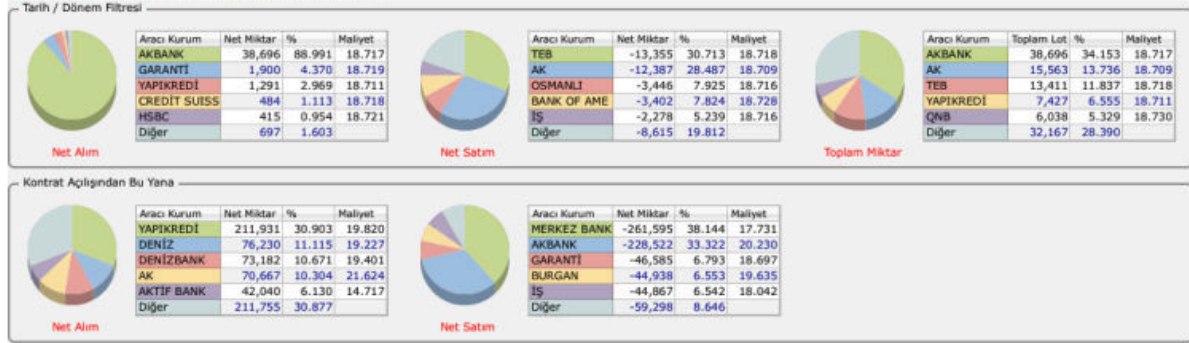 Tarih / Dönem Filtresi
Aracı Kurum Net Miktar % Maliyet
AKBANK 38,696 88.991 18.717
GARANTİ 1,900 4.370 18.719
YAPIKREDİ 1,291 2.969 18.711
CREDİT SUISS 484 1.113 18.718
HSBC 415 0.954 18.721
Diğer 697 1.603
Net Alım
Aracı Kurum Net Miktar % Maliyet
TEB -13,355 30.713 18.718
AK -12,387 28.487 18.709
OSMANLI -3,446 7.925 18.716
BANK OF AME -3,402 7.824 18.728
İŞ -2,278 5.239 18.716
Diğer -8,615 19.812
Net Satım
Aracı Kurum Toplam Lot % Maliyet
AKBANK 38,696 34.153 18.717
AK 15,563 13.736 18.709
TEB 13,411 11.837 18.718
YAPIKREDİ 7,427 6.555 18.711
QNB 6,038 5.329 18.730
Diğer 32,167 28.390
Toplam Miktar
Kontrat Açılışından Bu Yana
Aracı Kurum Net Miktar % Maliyet
YAPIKREDİ 211,931 30.903 19.820
DENİZ 76,230 11.115 19.227
DENİZBANK 73,182 10.671 19.401
AK 70,667 10.304 21.624
AKTİF BANK 42,040 6.130 14.717
Diğer 211,755 30.877
Net Alım
Aracı Kurum Net Miktar % Maliyet
MERKEZ BANK -261,595 38.144 17.731
AKBANK -228,522 33.322 20.230
GARANTİ -46,585 6.793 18.697
BURGAN -44,938 6.553 19.635
İŞ -44,867 6.542 18.042
Diğer -59,298 8.646
Net Satım